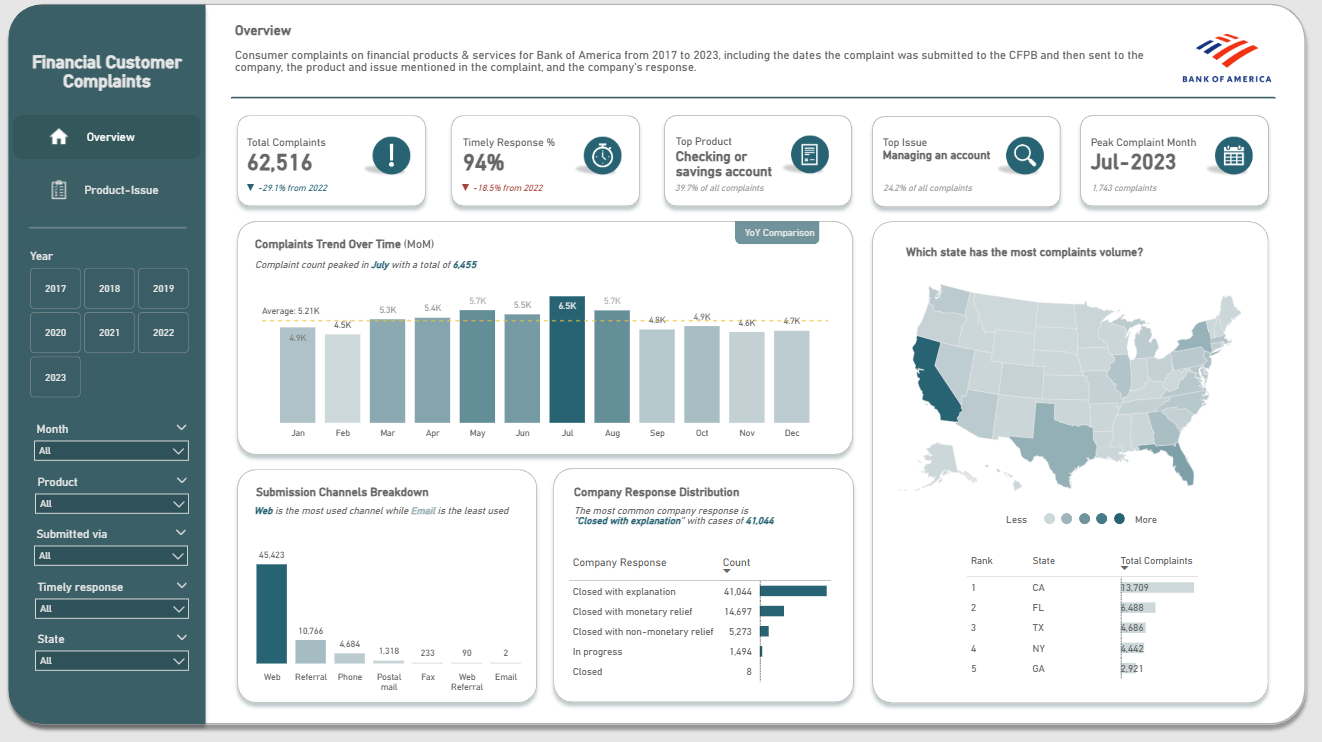 Financial Customer
Complaints
Overview
Product-Issue
Year
2017
2018
2019
2020
2021
2022
2023
Month
All
Product
All
Submitted via
All
Timely response
All
State
All
Overview
Consumer complaints on financial products & services for Bank of America from 2017 to 2023, including the dates the complaint was submitted to the CFPB and then sent to the
company, the product and issue mentioned in the complaint, and the company's response.
BANK OF AMERICA
Total Complaints
62,516
▼ -29.1% from 2022
Timely Response %
94%
▼ -18.5% from 2022
Top Product
Checking or
savings account
39.7% of all complaints
Top Issue
Managing an account
24.2% of all complaints
Peak Complaint Month
Jul-2023
1,743 complaints
Complaints Trend Over Time (MoM)
YoY Comparison
Complaint count peaked in July with a total of 6,455
Average: 5.21K
4.9K
4.5K
5.3K
5.4K
5.7K
5.5K
6.5K
5.7K
4.8K
4.9K
4.6K
4.7K
Jan
Feb
Mar
Apr
May
Jun
Jul
Aug
Sep
Oct
Nov
Dec
Submission Channels Breakdown
Web is the most used channel while Email is the least used
45,423
10,766
4,684
1,318
233
90
2
Web
Referral
Phone
Postal
mail
Fax
Web
Referral
Email
Company Response Distribution
The most common company response is
"Closed with explanation" with cases of 41,044
Company Response Count
Closed with explanation 41,044
Closed with monetary relief 14,697
Closed with non-monetary relief 5,273
In progress 1,494
Closed 8
Which state has the most complaints volume?
Less More
Rank State Total Complaints
1 CA 13,709
2 FL 6,488
3 TX 4,686
4 NY 4,442
5 GA 2,921